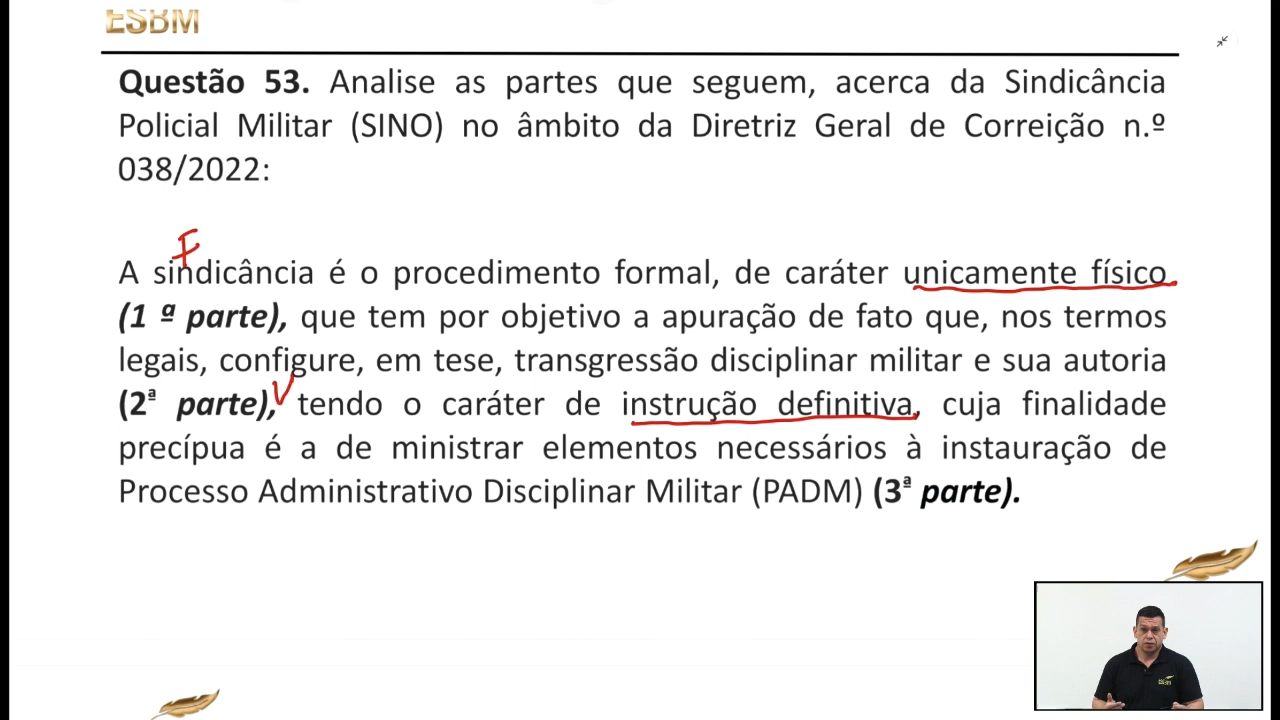 ESBM
Questão 53. Analise as partes que seguem, acerca da Sindicância
Policial Militar (SINO) no âmbito da Diretriz Geral de Correição n.º
038/2022:
F
A sindicância é o procedimento formal, de caráter unicamente físico
(1 ª parte), que tem por objetivo a apuração de fato que, nos termos
legais, configure, em tese, transgressão disciplinar militar e sua autoria
V
(2ª parte), tendo o caráter de instrução definitiva, cuja finalidade
precípua é a de ministrar elementos necessários à instauração de
Processo Administrativo Disciplinar Militar (PADM) (3ª parte).